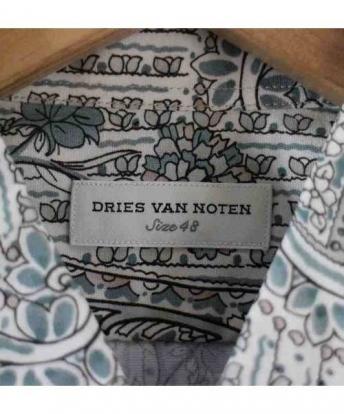 DRIES VAN NOTEN
Size 48